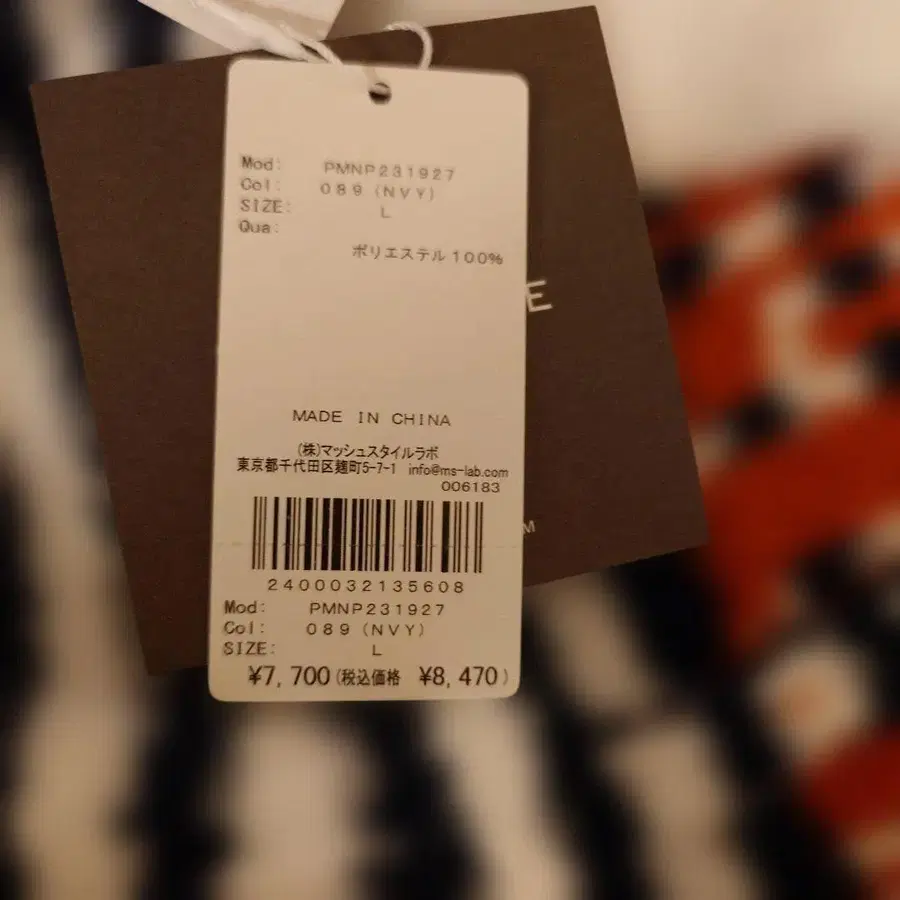 Mod: PMNP231927
Col: 089 (NVY)
SIZE: L
Qua:
ポリエステル100%
E
MADE IN CHINA
(株)マッシュスタイルラボ
東京都千代田区麹町5-7-1 info@ms-lab.com
006183
M
2400032135608
Mod: PMNP231927
Col: 089 (NVY)
SIZE: L
¥7,700(税込価格 ¥8,470)